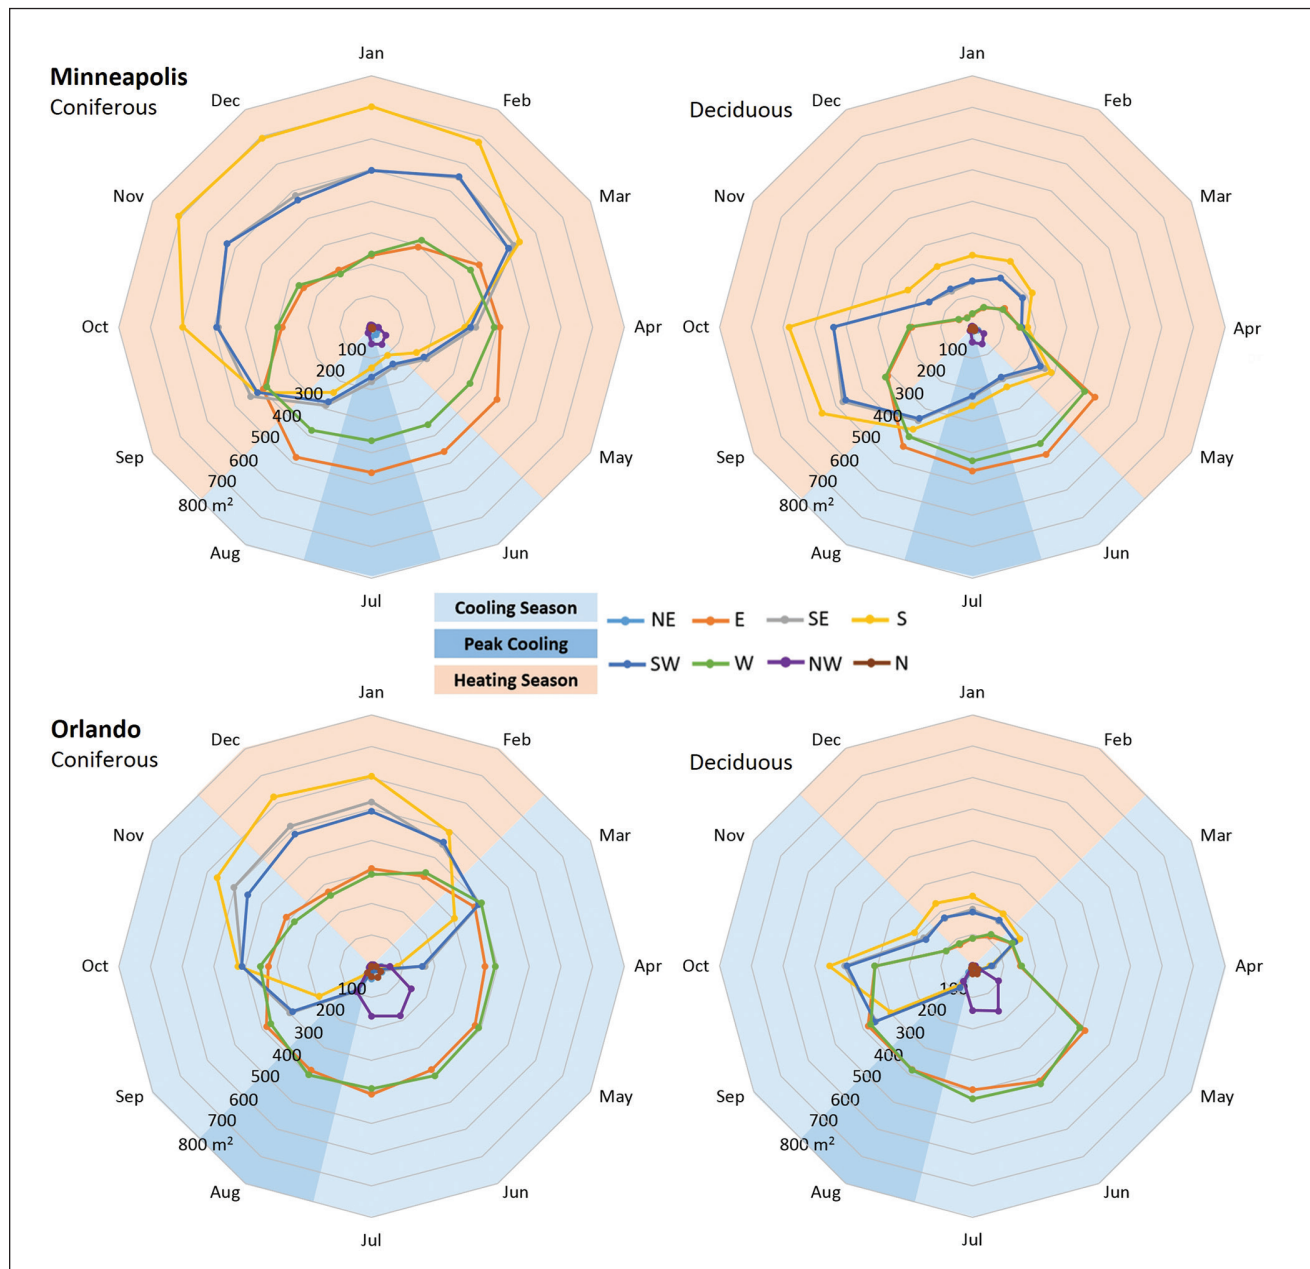 Minneapolis
Coniferous
Jan
Feb
Mar
Apr
May
Jun
Jul
Aug
Sep
Oct
Nov
Dec
100
200
300
400
500
600
700
800 m²
Deciduous
Jan
Feb
Mar
Apr
May
Jun
Jul
Aug
Sep
Oct
Nov
Dec
100
200
300
400
500
600
700
800 m²
Cooling Season
Peak Cooling
Heating Season
NE E SE S
SW W NW N
Orlando
Coniferous
Jan
Feb
Mar
Apr
May
Jun
Jul
Aug
Sep
Oct
Nov
Dec
100
200
300
400
500
600
700
800 m²
Deciduous
Jan
Feb
Mar
Apr
May
Jun
Jul
Aug
Sep
Oct
Nov
Dec
100
200
300
400
500
600
700
800 m²